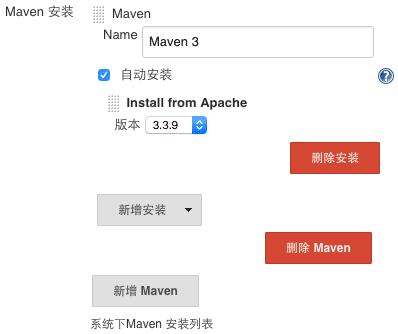 Maven 安装
Maven
Name
Maven 3
自动安装
Install from Apache
版本 3.3.9
删除安装
新增安装
删除 Maven
新增 Maven
系统下Maven 安装列表